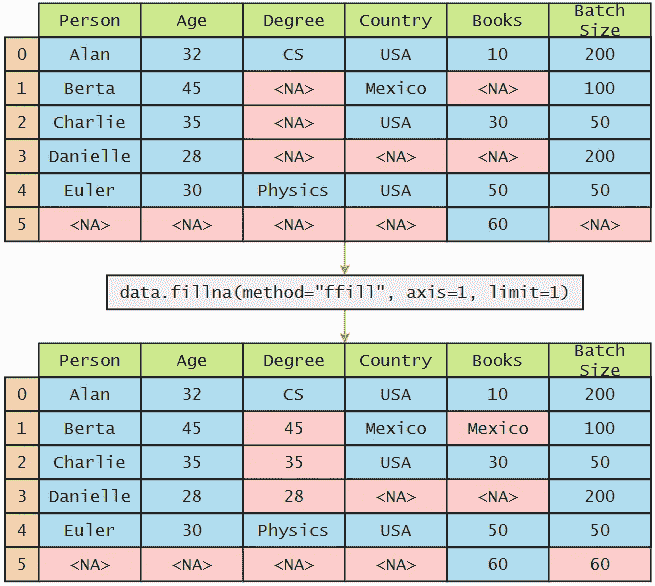 Person Age Degree Country Books Batch Size
0 Alan 32 CS USA 10 200
1 Berta 45 <NA> Mexico <NA> 100
2 Charlie 35 <NA> USA 30 50
3 Danielle 28 <NA> <NA> <NA> 200
4 Euler 30 Physics USA 50 50
5 <NA> <NA> <NA> <NA> 60 <NA>
data.fillna(method="ffill", axis=1, limit=1)
Person Age Degree Country Books Batch Size
0 Alan 32 CS USA 10 200
1 Berta 45 45 Mexico Mexico 100
2 Charlie 35 35 USA 30 50
3 Danielle 28 28 <NA> <NA> 200
4 Euler 30 Physics USA 50 50
5 <NA> <NA> <NA> <NA> 60 60